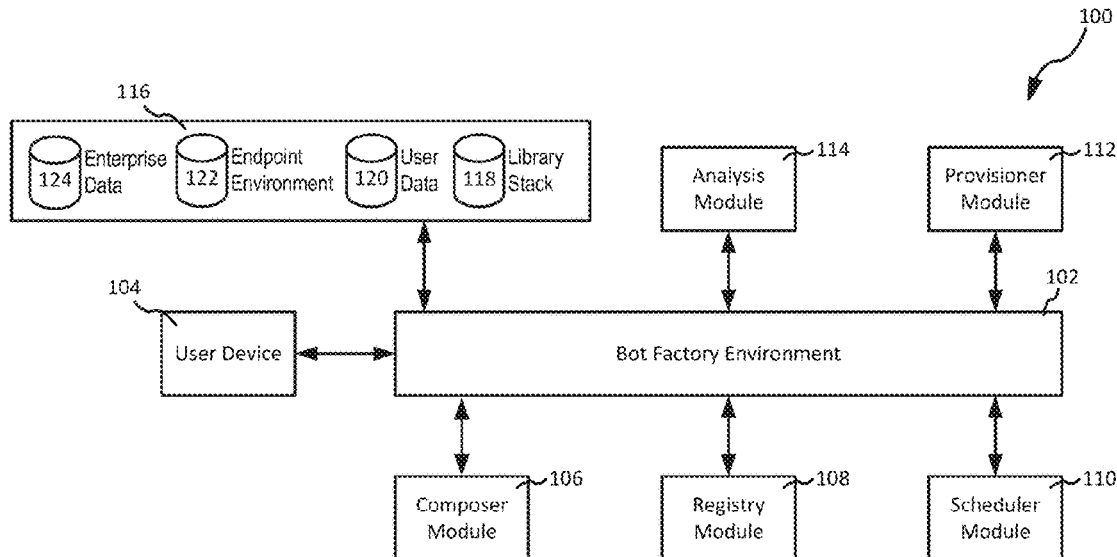 100
116
124
Enterprise
Data
122
Endpoint
Environment
120
User
Data
118
Library
Stack
114
Analysis
Module
112
Provisioner
Module
104
User Device
102
Bot Factory Environment
106
Composer
Module
108
Registry
Module
110
Scheduler
Module